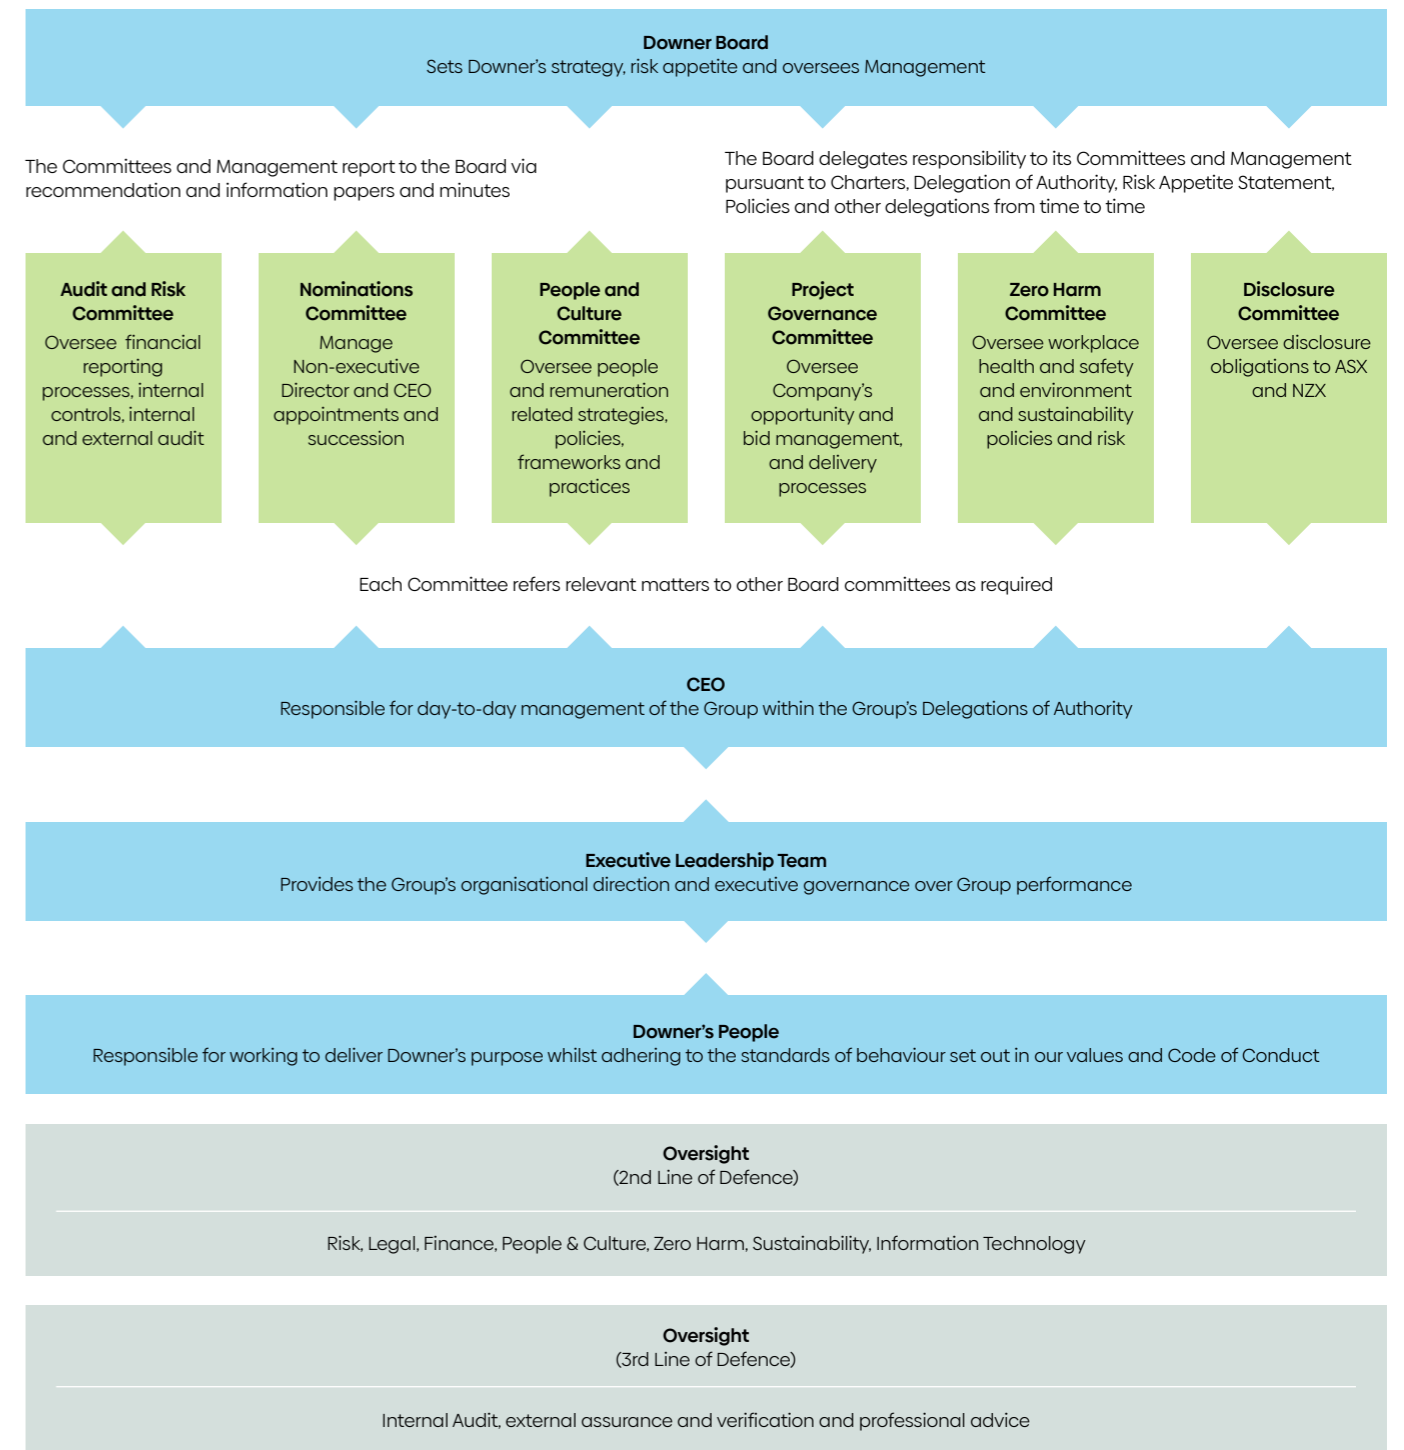 Downer Board
Sets Downer's strategy, risk appetite and oversees Management
The Committees and Management report to the Board via
recommendation and information papers and minutes
The Board delegates responsibility to its Committees and Management
pursuant to Charters, Delegation of Authority, Risk Appetite Statement,
Policies and other delegations from time to time
Audit and Risk
Committee
Oversee financial
reporting
processes, internal
controls, internal
and external audit
Nominations
Committee
Manage
Non-executive
Director and CEO
appointments and
succession
People and
Culture
Committee
Oversee people
and remuneration
related strategies,
policies,
frameworks and
practices
Project
Governance
Committee
Oversee
Company's
opportunity and
bid management,
and delivery
processes
Zero Harm
Committee
Oversee workplace
health and safety
and environment
and sustainability
policies and risk
Disclosure
Committee
Oversee disclosure
obligations to ASX
and NZX
Each Committee refers relevant matters to other Board committees as required
CEO
Responsible for day-to-day management of the Group within the Group's Delegations of Authority
Executive Leadership Team
Provides the Group's organisational direction and executive governance over Group performance
Downer's People
Responsible for working to deliver Downer's purpose whilst adhering to the standards of behaviour set out in our values and Code of Conduct
Oversight
(2nd Line of Defence)
Risk, Legal, Finance, People & Culture, Zero Harm, Sustainability, Information Technology
Oversight
(3rd Line of Defence)
Internal Audit, external assurance and verification and professional advice